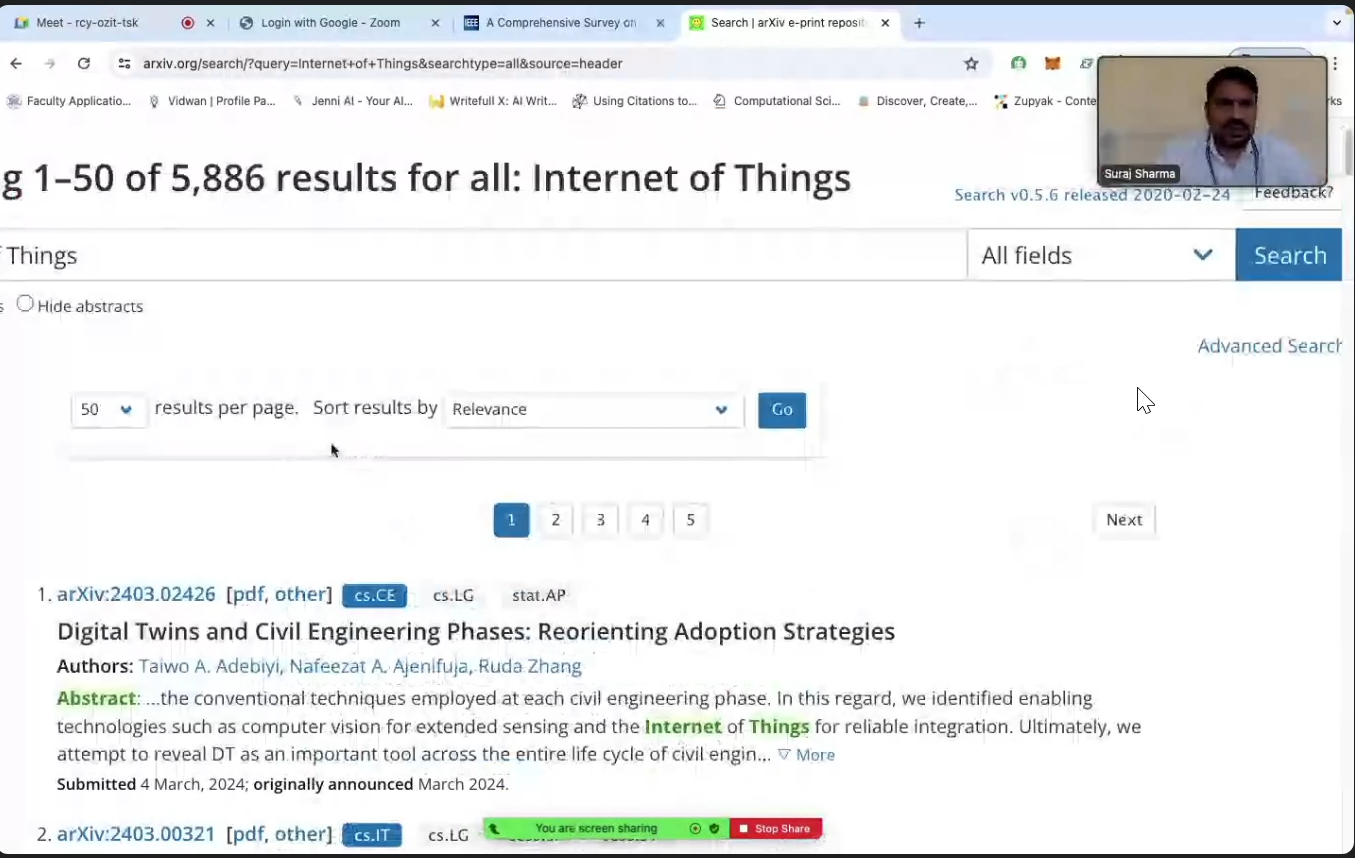 Meet - rcy-ozit-tsk
Login with Google - Zoom
A Comprehensive Survey on
Search | arXiv e-print reposit
arxiv.org/search/?query=Internet+of+Things&searchtype=all&source=header
Faculty Applicatio...
Vidwan | Profile Pa...
Jenni AI - Your AI...
Writefull X: AI Writ...
Using Citations to...
Computational Sci...
Discover, Create,...
Zupyak - Conte
rks
Suraj Sharma
g 1–50 of 5,886 results for all: Internet of Things
Search v0.5.6 released 2020-02-24
Feedback?
f Things
All fields
Search
s Hide abstracts
Advanced Search
50 results per page. Sort results by Relevance Go
1 2 3 4 5 Next
1. arXiv:2403.02426 [pdf, other] cs.CE cs.LG stat.AP
Digital Twins and Civil Engineering Phases: Reorienting Adoption Strategies
Authors: Taiwo A. Adebiyi, Nafeezat A. Ajenifuja, Ruda Zhang
Abstract: ...the conventional techniques employed at each civil engineering phase. In this regard, we identified enabling
technologies such as computer vision for extended sensing and the Internet of Things for reliable integration. Ultimately, we
attempt to reveal DT as an important tool across the entire life cycle of civil engin... ▽ More
Submitted 4 March, 2024; originally announced March 2024.
2. arXiv:2403.00321 [pdf, other] cs.IT cs.LG
You are screen sharing
Stop Share